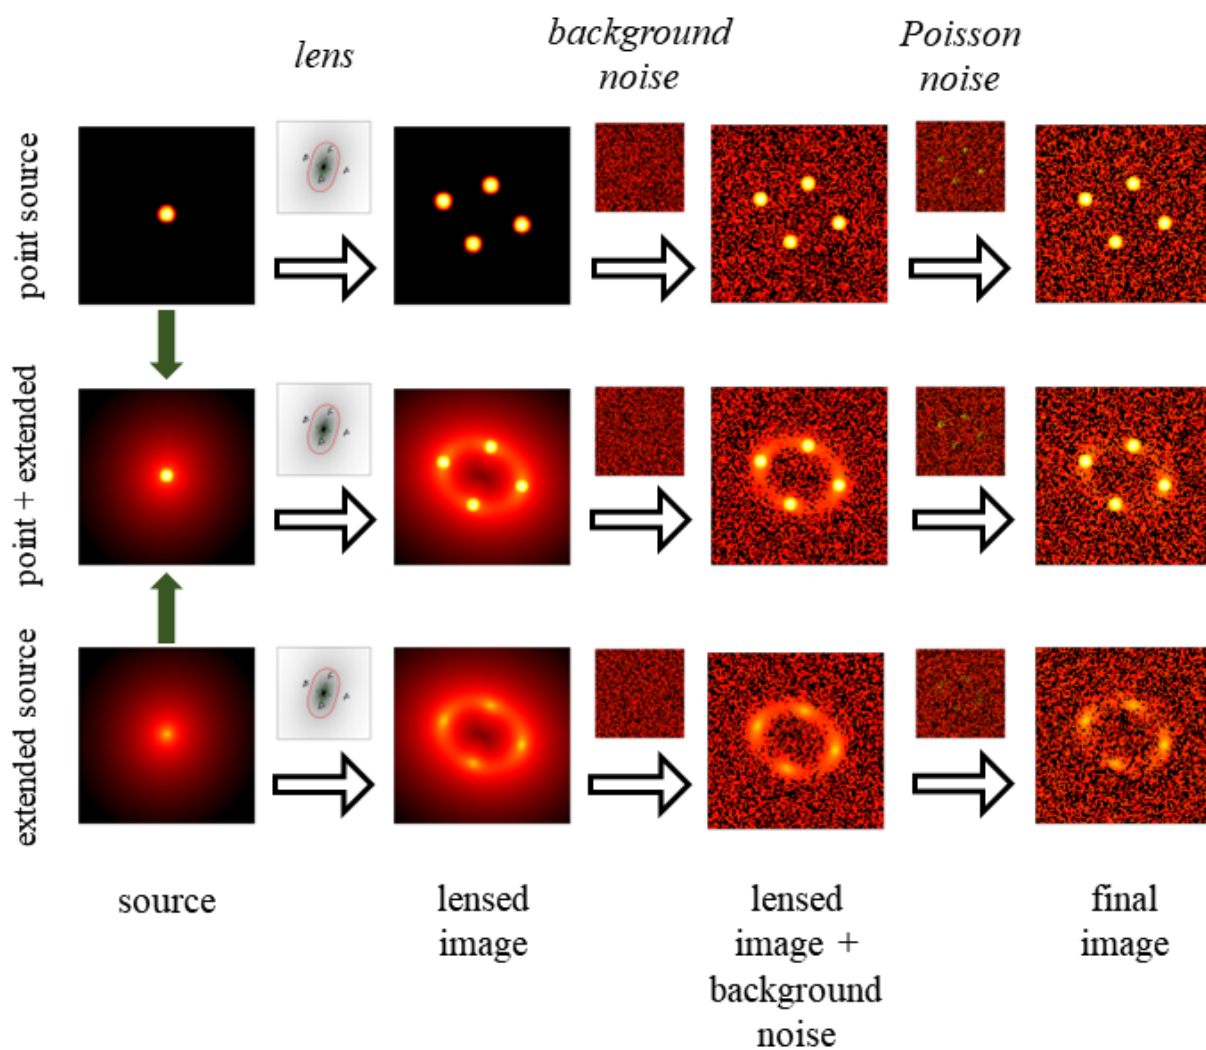 lens
background
noise
Poisson
noise
point source
point + extended
extended source
source
lensed
image
lensed
image +
background
noise
final
image